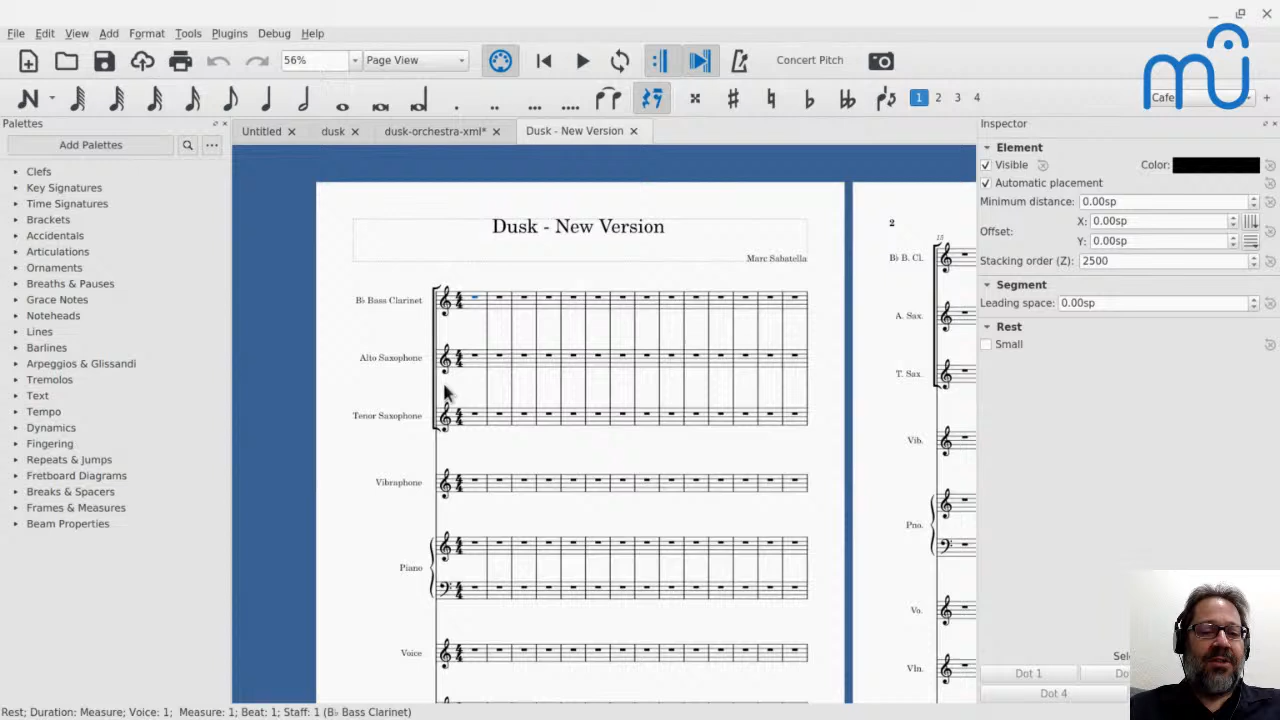 File Edit View Add Format Tools Plugins Debug Help
56% Page View Concert Pitch
N 1 2 3 4 +
Palettes
Untitled dusk dusk-orchestra-xml* Dusk - New Version
Inspector
Add Palettes
Clefs
Key Signatures
Time Signatures
Brackets
Accidentals
Articulations
Ornaments
Breaths & Pauses
Grace Notes
Noteheads
Lines
Barlines
Arpeggios & Glissandi
Tremolos
Text
Tempo
Dynamics
Fingering
Repeats & Jumps
Fretboard Diagrams
Breaks & Spacers
Frames & Measures
Beam Properties
Dusk - New Version
Marc Sabatella
B♭ Bass Clarinet
Alto Saxophone
Tenor Saxophone
Vibraphone
Piano
Voice
2
B♭ B. Cl.
A. Sax.
T. Sax.
Vib.
Pno.
Vo.
Vln.
Element
Visible Color:
Automatic placement
Minimum distance: 0.00sp
Offset: X: 0.00sp
Y: 0.00sp
Stacking order (Z): 2500
Segment
Leading space: 0.00sp
Rest
Small
Dot 1
Dot 4
Rest; Duration: Measure; Voice: 1; Measure: 1; Beat: 1; Staff: 1 (B♭ Bass Clarinet)